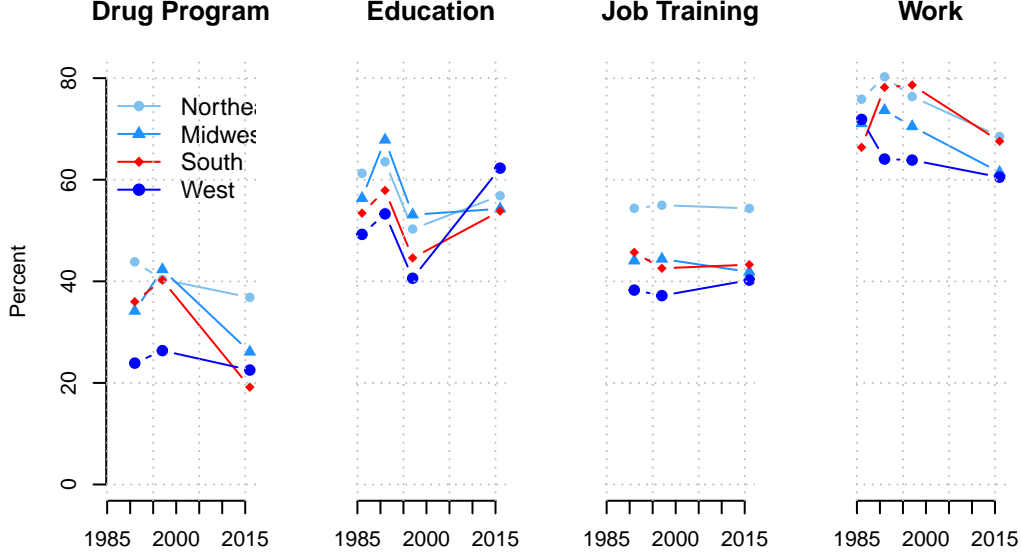 Drug Program
Education
Job Training
Work
Percent
80
60
40
20
0
Northea
Midwes
South
West
1985 2000 2015
1985 2000 2015
1985 2000 2015
1985 2000 2015